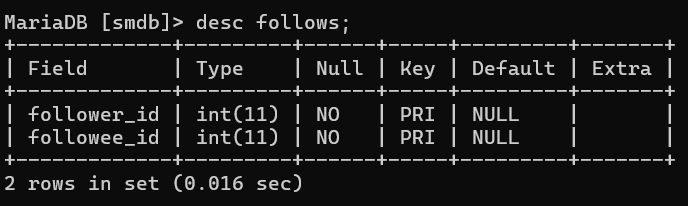 MariaDB [smdb]> desc follows;
+-------------+---------+------+-----+---------+-------+
| Field       | Type    | Null | Key | Default | Extra |
+-------------+---------+------+-----+---------+-------+
| follower_id | int(11) | NO   | PRI | NULL    |       |
| followee_id | int(11) | NO   | PRI | NULL    |       |
+-------------+---------+------+-----+---------+-------+
2 rows in set (0.016 sec)